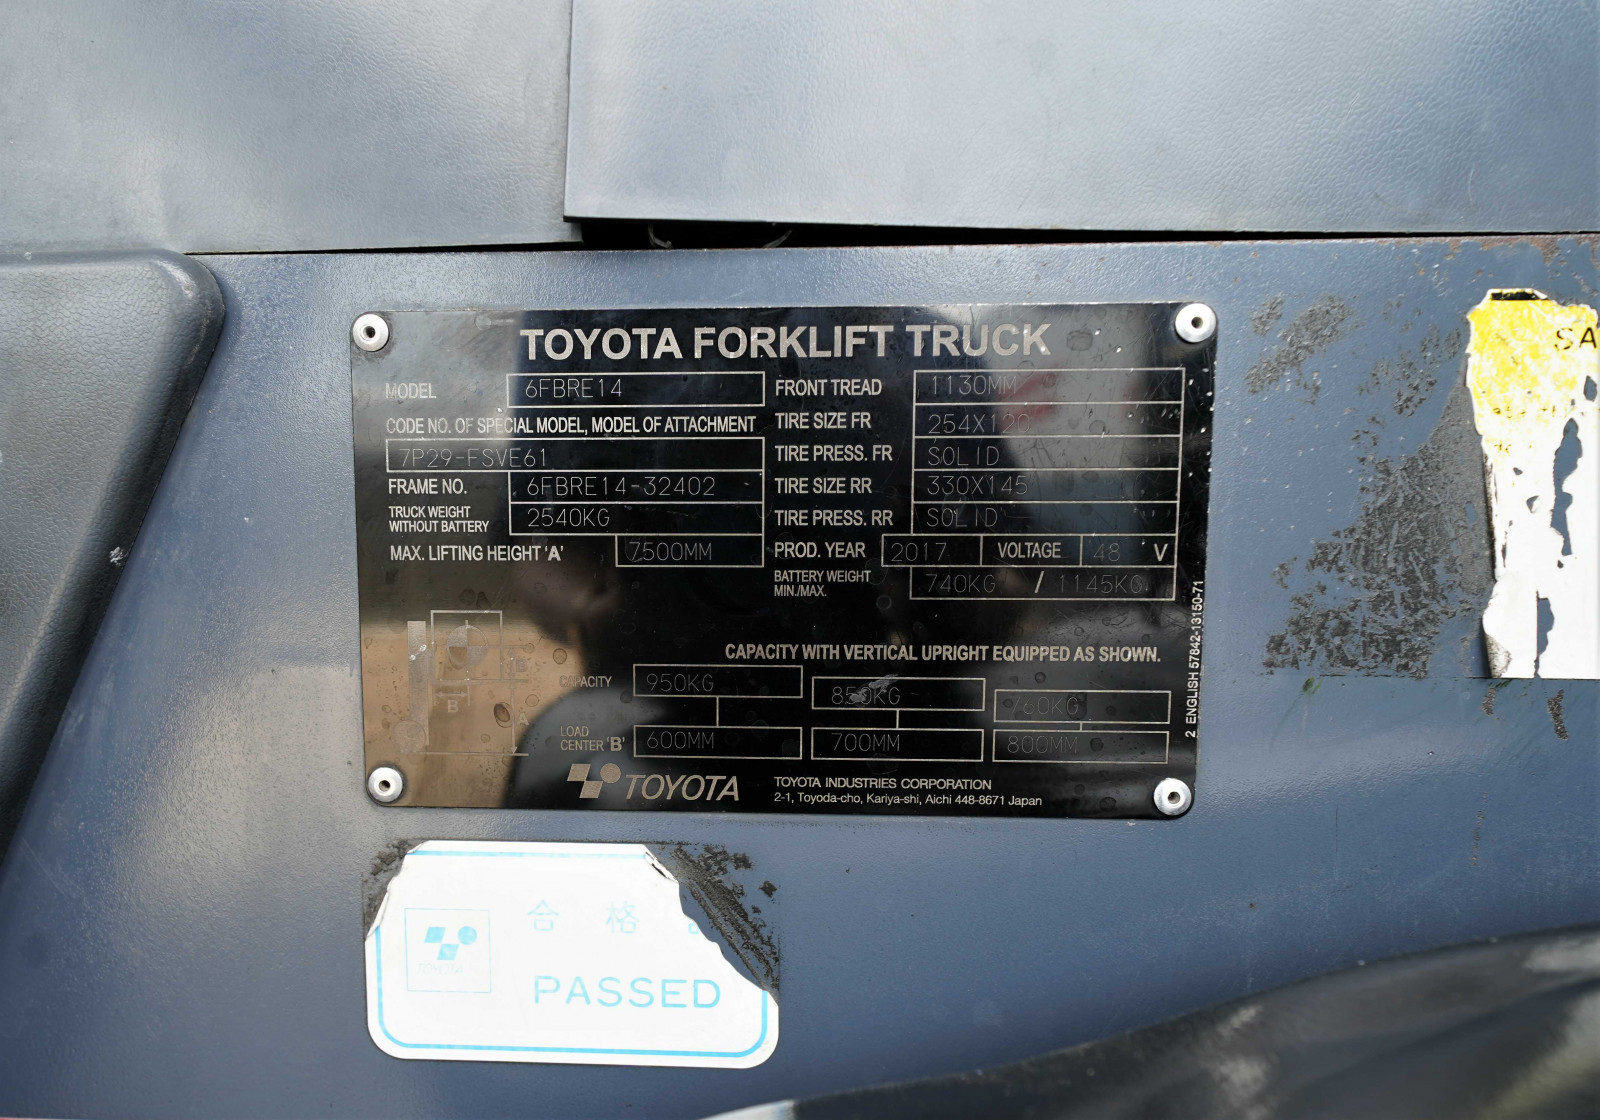 TOYOTA FORKLIFT TRUCK
MODEL 6FBRE14
CODE NO. OF SPECIAL MODEL, MODEL OF ATTACHMENT
7P29-FSVE61
FRAME NO. 6FBRE14-32402
TRUCK WEIGHT
WITHOUT BATTERY 2540KG
MAX. LIFTING HEIGHT 'A' 7500MM
FRONT TREAD 1130MM
TIRE SIZE FR 254X120
TIRE PRESS. FR SOLID
TIRE SIZE RR 330X145
TIRE PRESS. RR SOLID
PROD. YEAR 2017 VOLTAGE 48 V
BATTERY WEIGHT
MIN./MAX. 740KG / 1145KG
CAPACITY WITH VERTICAL UPRIGHT EQUIPPED AS SHOWN.
A
B
A
CAPACITY 950KG 850KG 760KG
LOAD
CENTER 'B' 600MM 700MM 800MM
TOYOTA
TOYOTA INDUSTRIES CORPORATION
2-1, Toyoda-cho, Kariya-shi, Aichi 448-8671 Japan
2 ENGLISH 57842-13150-71
SA
合 格
TOYOTA
PASSED